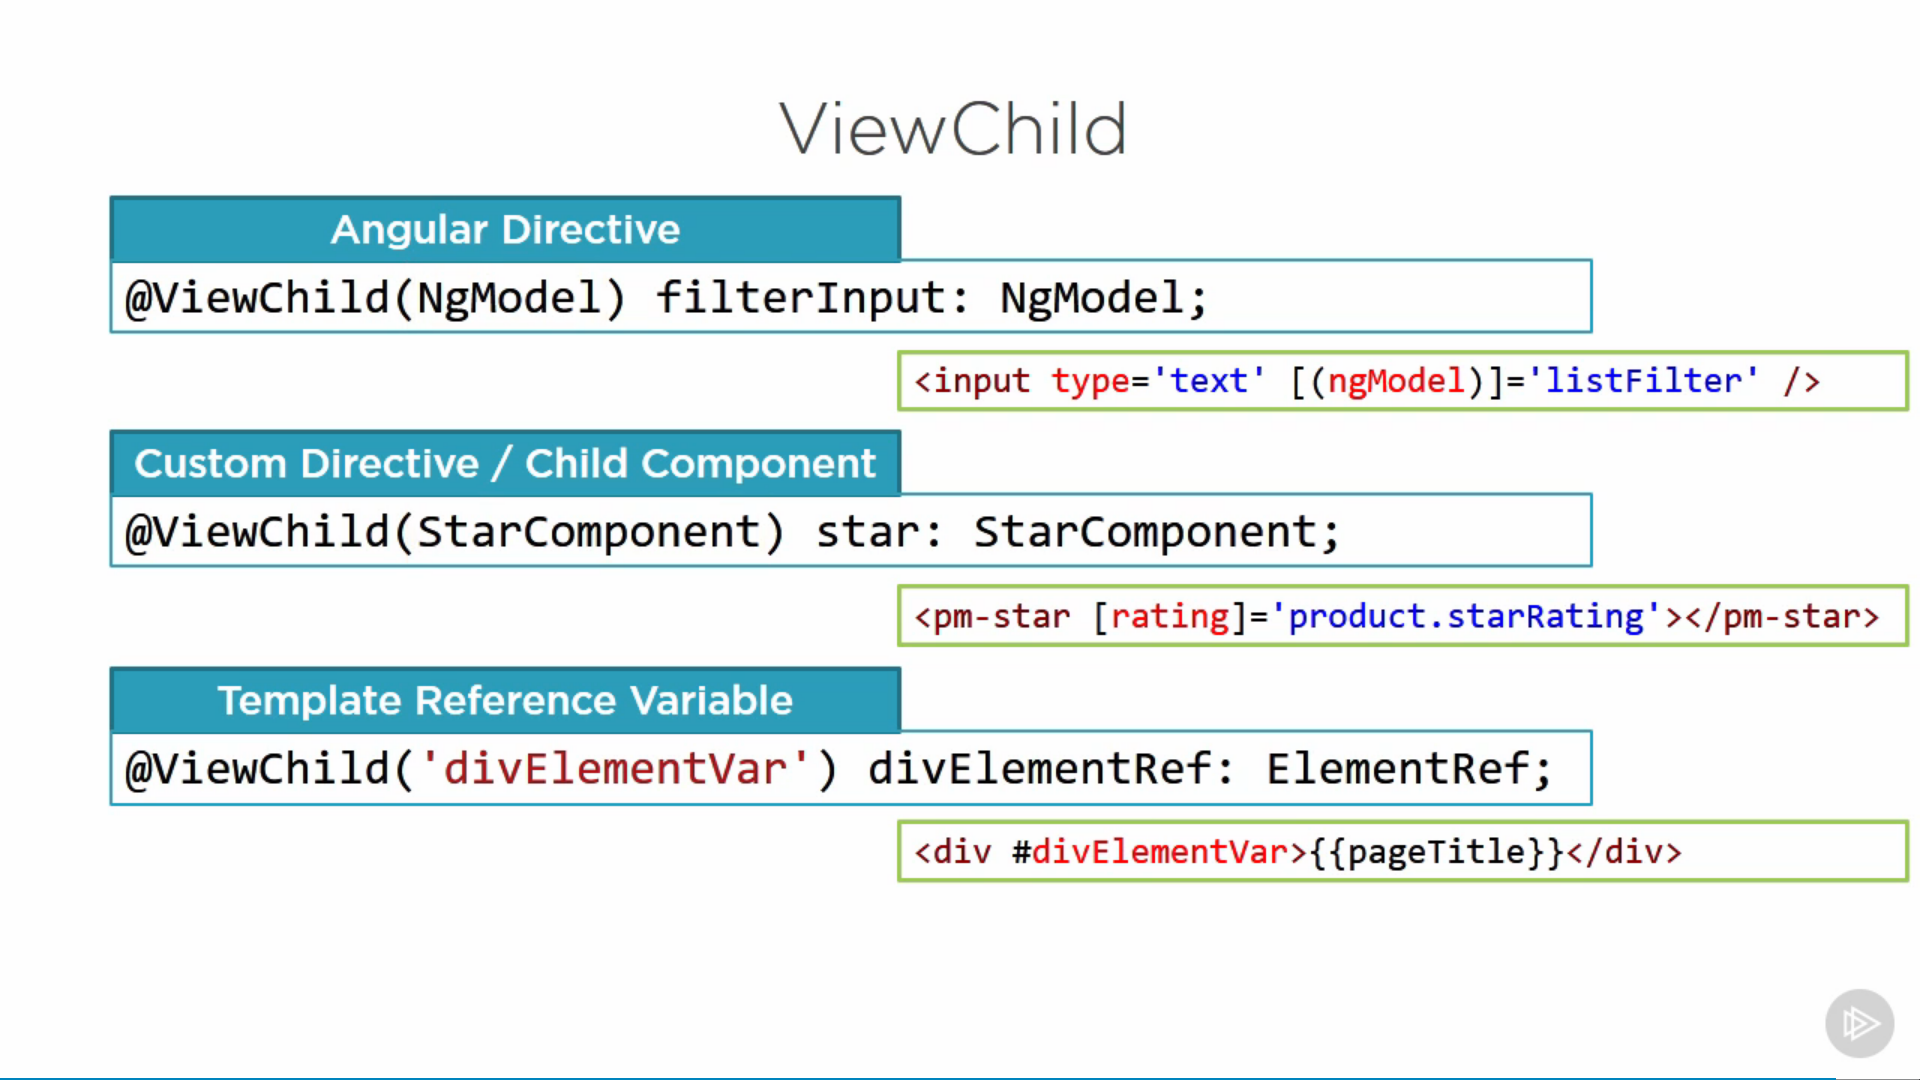 ViewChild
Angular Directive
@ViewChild(NgModel) filterInput: NgModel;
<input type='text' [(ngModel)]='listFilter' />
Custom Directive / Child Component
@ViewChild(StarComponent) star: StarComponent;
<pm-star [rating]='product.starRating'></pm-star>
Template Reference Variable
@ViewChild('divElementVar') divElementRef: ElementRef;
<div #divElementVar>{{pageTitle}}</div>